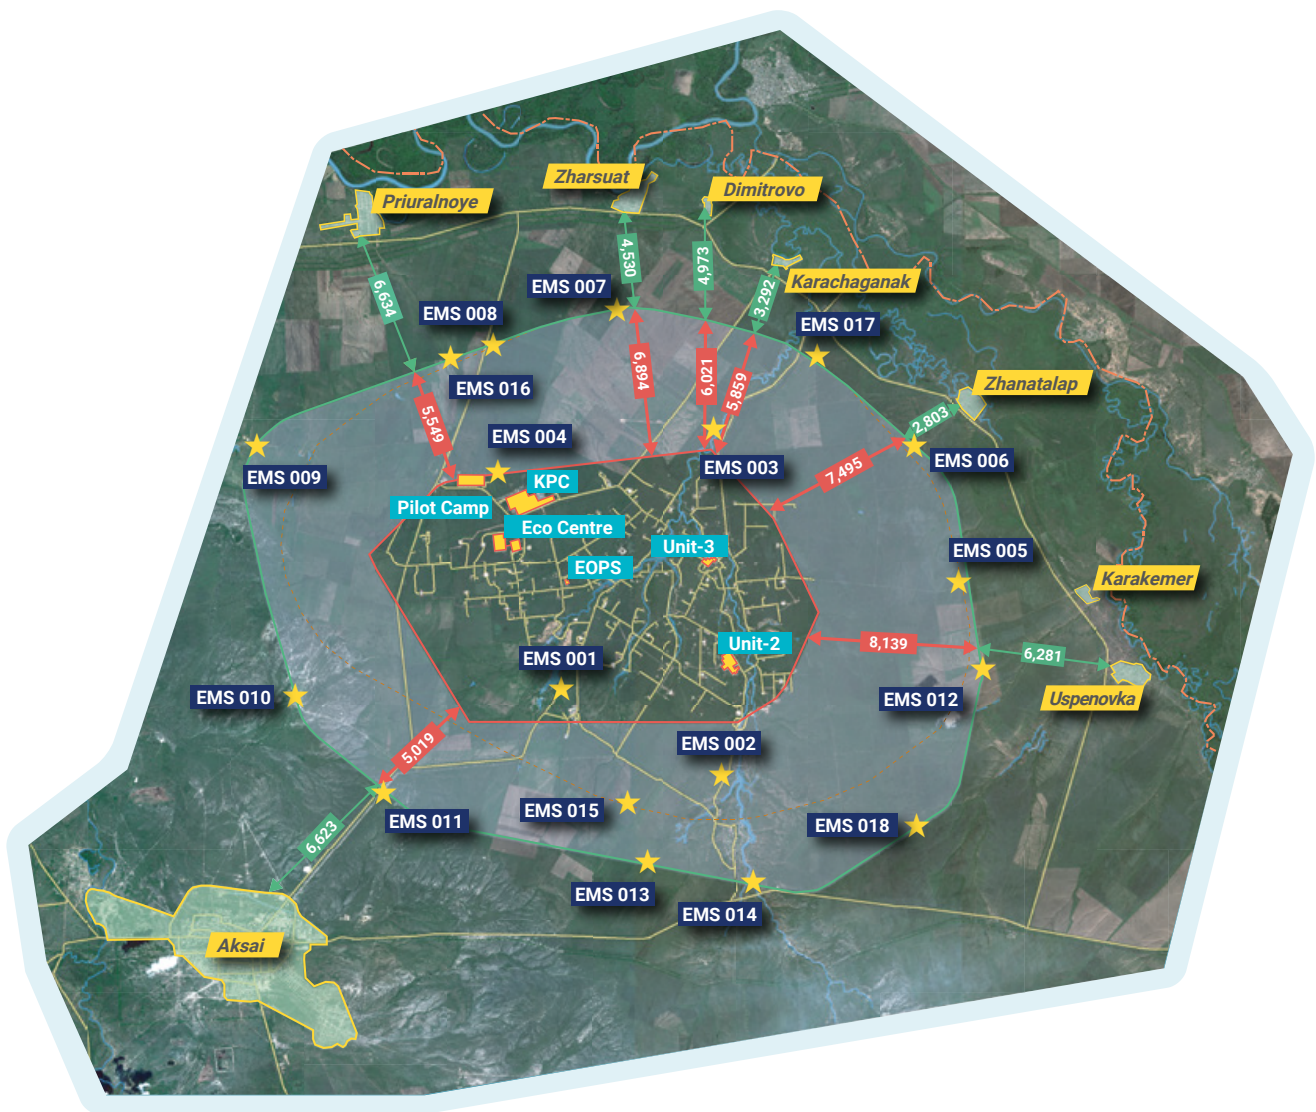 Zharsuat
Dimitrovo
Priuralnoye
4,530
4,973
Karachaganak
3,292
EMS 007
6,634
EMS 008
EMS 017
6,894
6,021
5,859
EMS 016
Zhanatalap
2,803
5,549
EMS 004
EMS 003
EMS 006
7,495
EMS 009
KPC
Pilot Camp
Eco Centre
Unit-3
EMS 005
EOPS
Karakemer
Unit-2
8,139
6,281
EMS 001
EMS 010
EMS 012
Uspenovka
5,019
EMS 002
EMS 015
EMS 011
EMS 018
6,623
EMS 013
EMS 014
Aksai